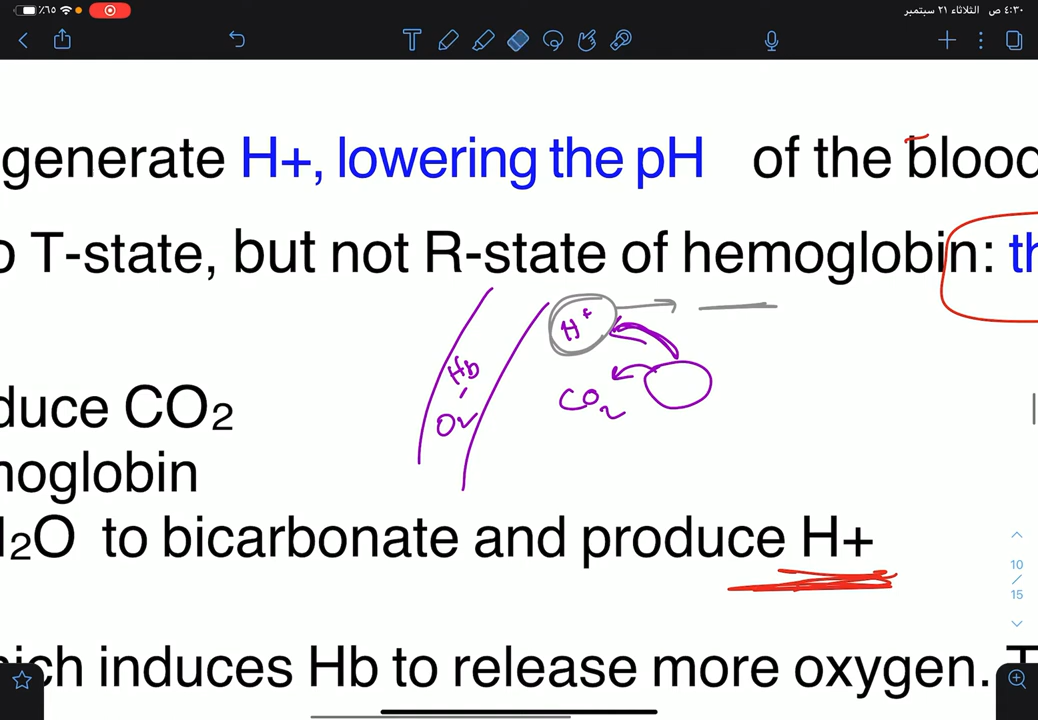 ٪٦٥ ٤:٣٠ ص الثلاثاء ٢١ سبتمبر
generate H+, lowering the pH of the blood
T-state, but not R-state of hemoglobin: th
H+
Hb
O2
CO2
duce CO2
noglobin
H2O to bicarbonate and produce H+
10
/
15
hich induces Hb to release more oxygen. T